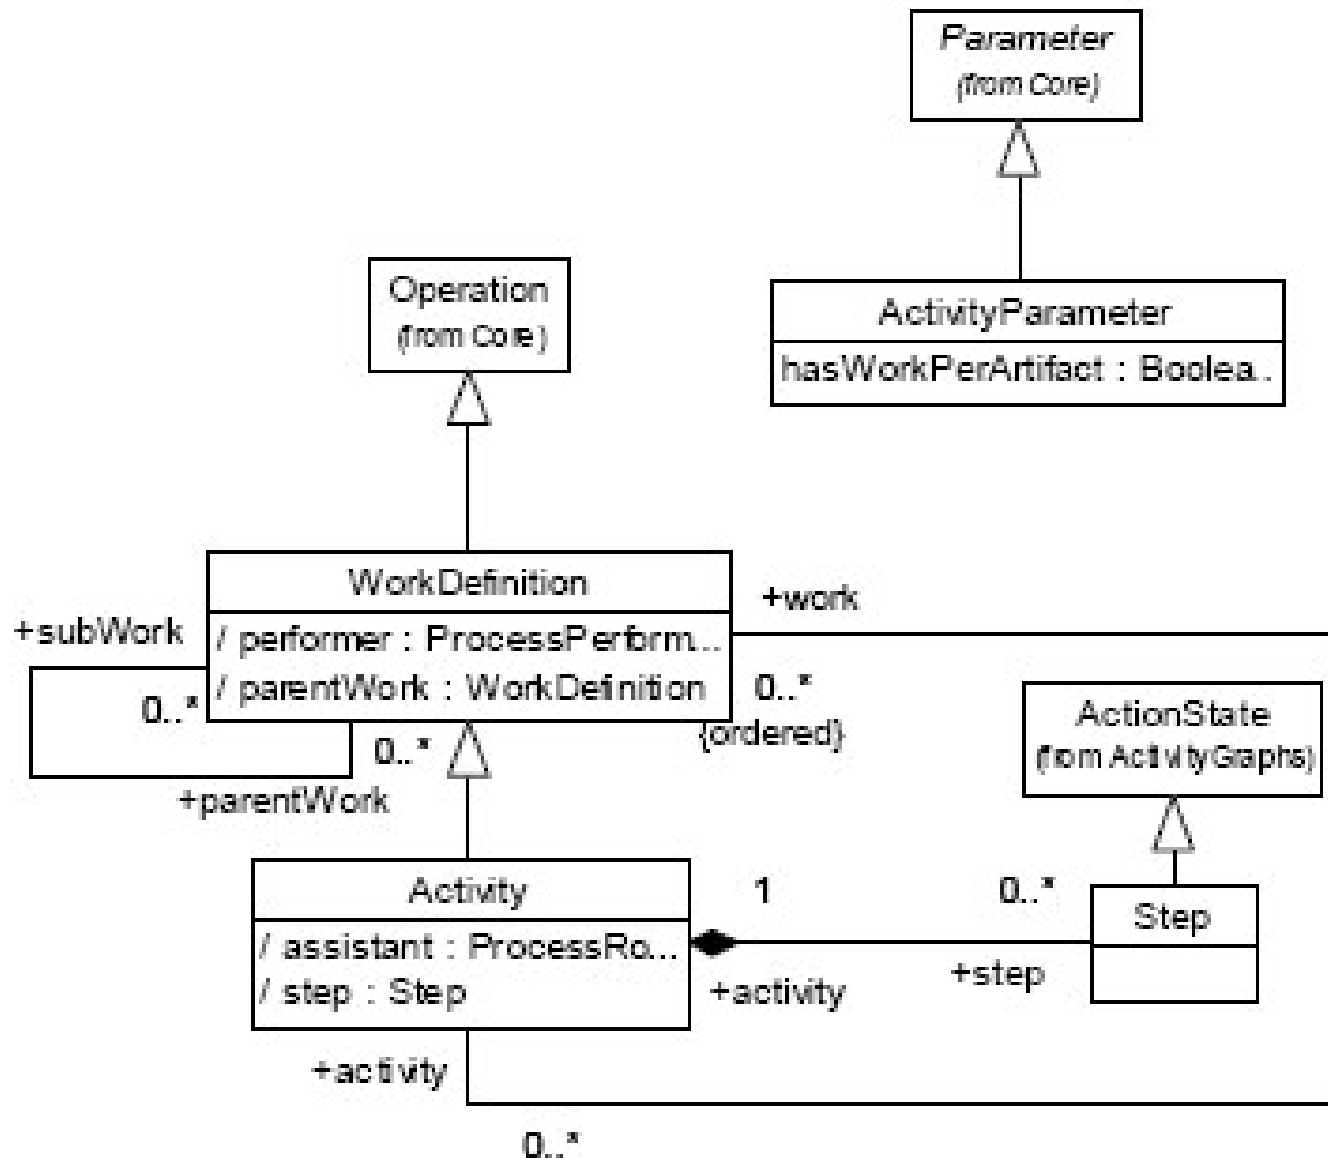 Parameter
(from Core)
Operation
(from Core)
ActivityParameter
hasWorkPerArtifact : Boolea..
WorkDefinition
/ performer : ProcessPerform...
/ parentWork : WorkDefinition
+work
+subWork
0..*
0..*
{ordered}
0..*
+parentWork
ActionState
(from ActivityGraphs)
Activity
/ assistant : ProcessRo...
/ step : Step
1
0..*
Step
+activity
+step
+activity
0..*